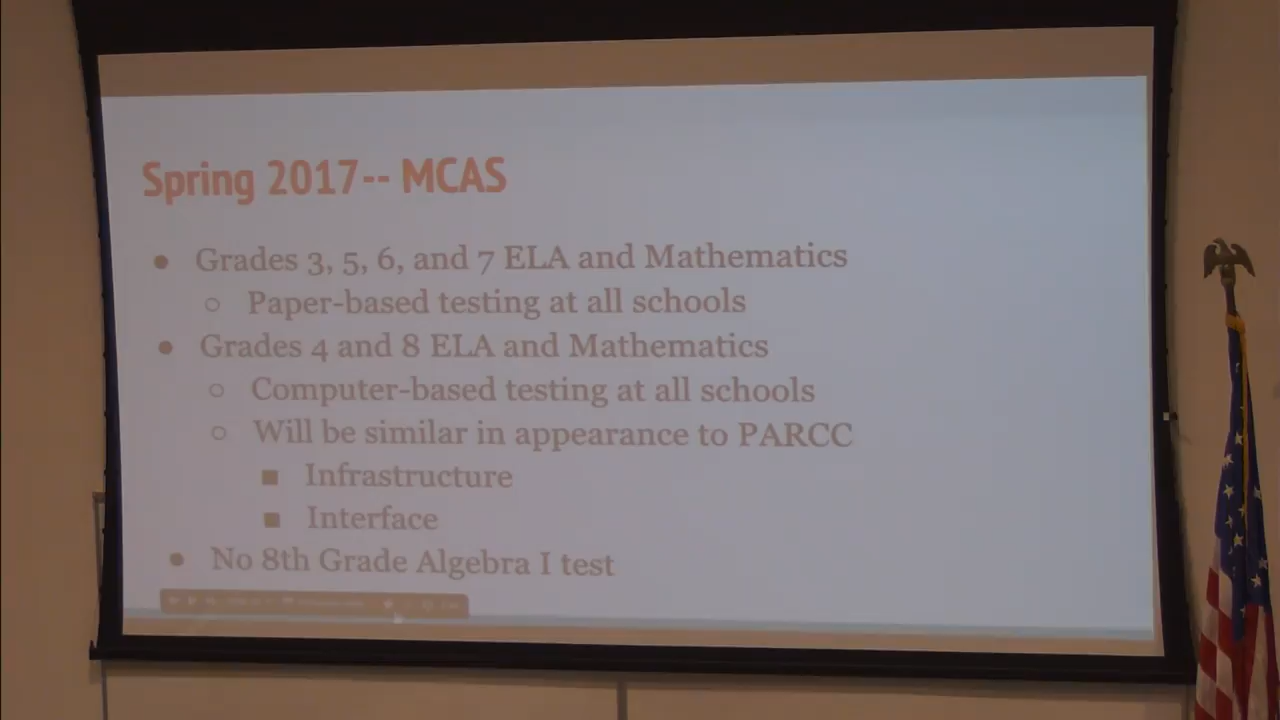 Spring 2017-- MCAS
● Grades 3, 5, 6, and 7 ELA and Mathematics
○ Paper-based testing at all schools
● Grades 4 and 8 ELA and Mathematics
○ Computer-based testing at all schools
○ Will be similar in appearance to PARCC
■ Infrastructure
■ Interface
● No 8th Grade Algebra I test